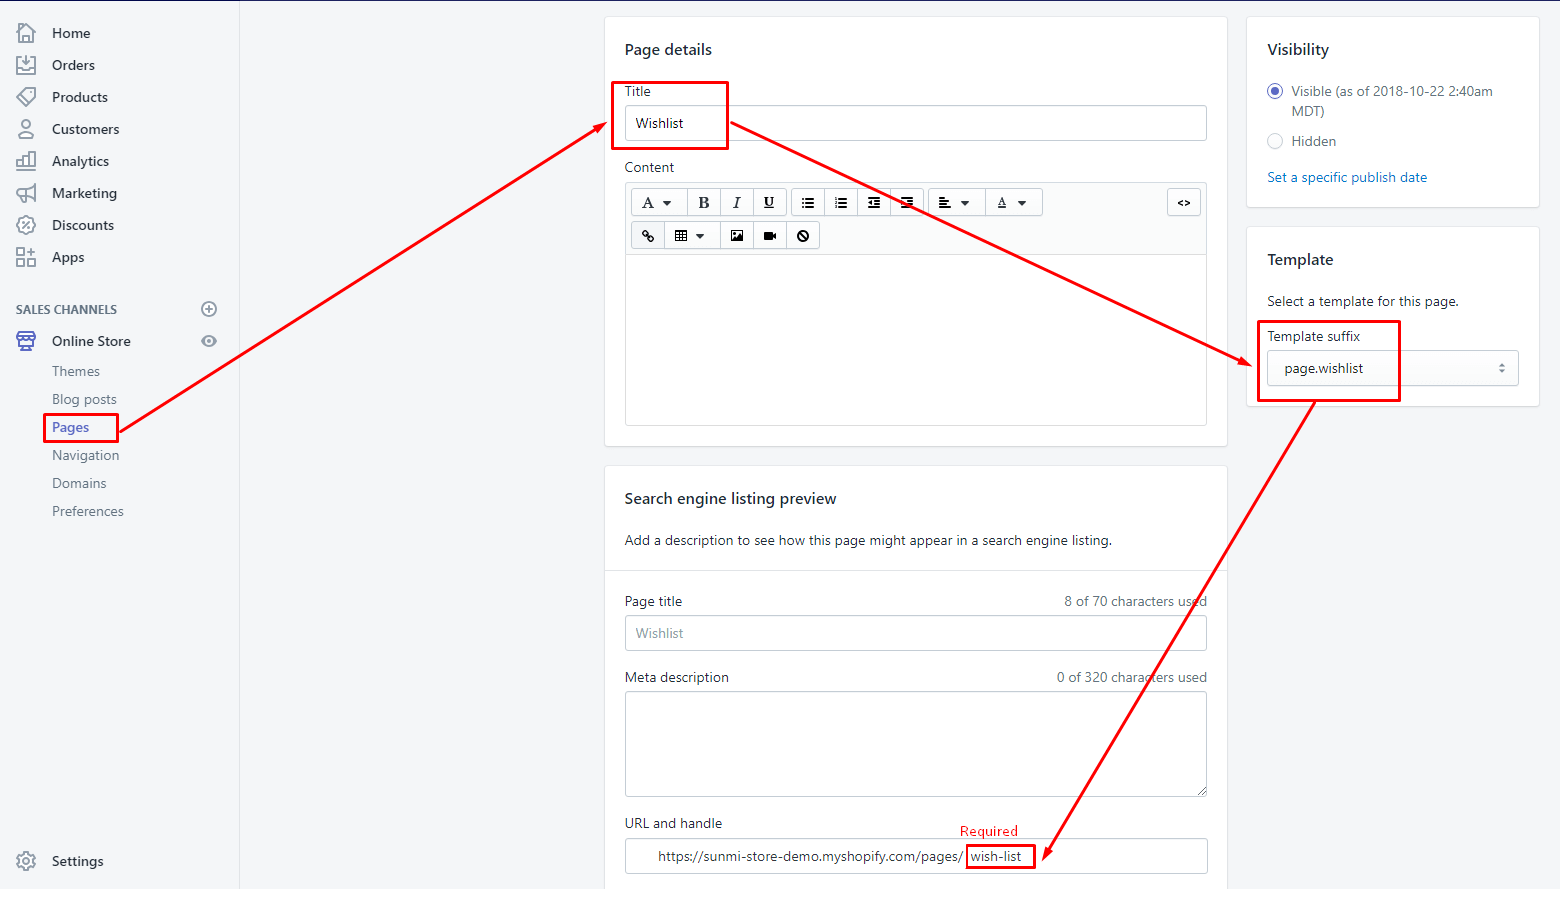 Home
Orders
Products
Customers
Analytics
Marketing
Discounts
Apps
SALES CHANNELS
Online Store
Themes
Blog posts
Pages
Navigation
Domains
Preferences
Settings
Page details
Title
Wishlist
Content
A B I U A <>
Search engine listing preview
Add a description to see how this page might appear in a search engine listing.
Page title 8 of 70 characters used
Wishlist
Meta description 0 of 320 characters used
URL and handle
Required
https://sunmi-store-demo.myshopify.com/pages/ wish-list
Visibility
Visible (as of 2018-10-22 2:40am
MDT)
Hidden
Set a specific publish date
Template
Select a template for this page.
Template suffix
page.wishlist